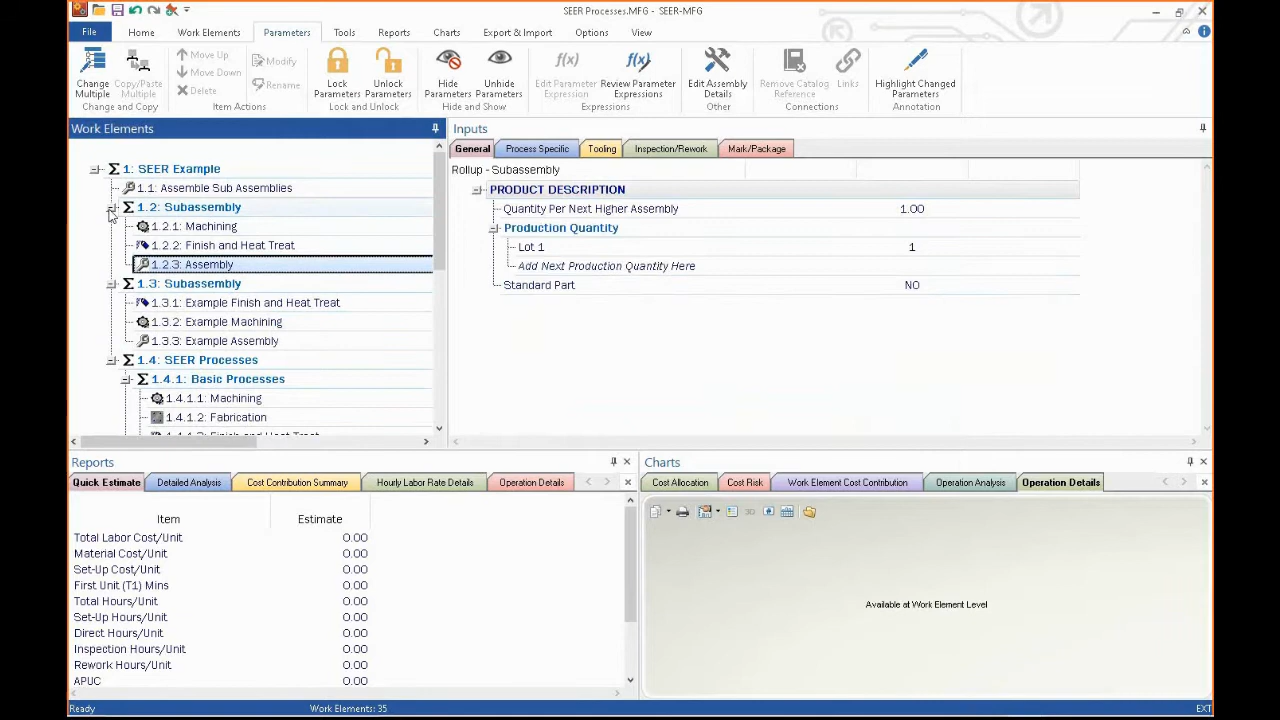 SEER Processes.MFG - SEER-MFG
File
Home
Work Elements
Parameters
Tools
Reports
Charts
Export & Import
Options
View
Change Multiple
Copy/Paste Multiple
Change and Copy
Move Up
Move Down
Delete
Modify
Rename
Item Actions
Lock Parameters
Unlock Parameters
Lock and Unlock
Hide Parameters
Unhide Parameters
Hide and Show
Edit Parameter Expression
Review Parameter Expressions
Expressions
Edit Assembly Details
Other
Remove Catalog Reference
Links
Connections
Highlight Changed Parameters
Annotation
Work Elements
1: SEER Example
1.1: Assemble Sub Assemblies
1.2: Subassembly
1.2.1: Machining
1.2.2: Finish and Heat Treat
1.2.3: Assembly
1.3: Subassembly
1.3.1: Example Finish and Heat Treat
1.3.2: Example Machining
1.3.3: Example Assembly
1.4: SEER Processes
1.4.1: Basic Processes
1.4.1.1: Machining
1.4.1.2: Fabrication
Inputs
General
Process Specific
Tooling
Inspection/Rework
Mark/Package
Rollup - Subassembly
PRODUCT DESCRIPTION
Quantity Per Next Higher Assembly 1.00
Production Quantity
Lot 1 1
Add Next Production Quantity Here
Standard Part NO
Reports
Quick Estimate
Detailed Analysis
Cost Contribution Summary
Hourly Labor Rate Details
Operation Details
Item Estimate
Total Labor Cost/Unit 0.00
Material Cost/Unit 0.00
Set-Up Cost/Unit 0.00
First Unit (T1) Mins 0.00
Total Hours/Unit 0.00
Set-Up Hours/Unit 0.00
Direct Hours/Unit 0.00
Inspection Hours/Unit 0.00
Rework Hours/Unit 0.00
APUC 0.00
Charts
Cost Allocation
Cost Risk
Work Element Cost Contribution
Operation Analysis
Operation Details
3D
Available at Work Element Level
Ready
Work Elements: 35
EXT